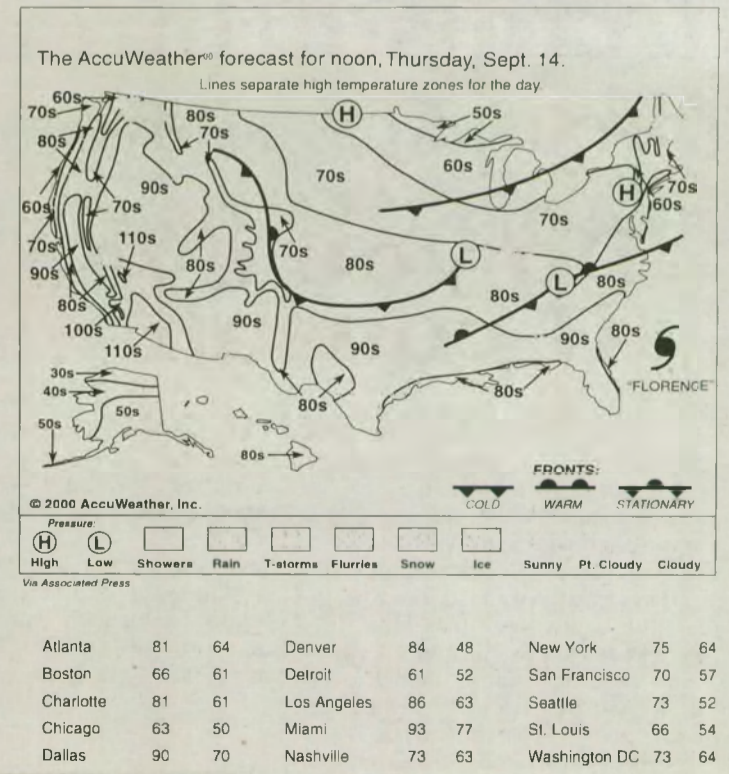 The AccuWeather forecast for noon, Thursday, Sept. 14.
Lines separate high temperature zones for the day.
60s
70s
80s
50s
80s
70s
H
60s
70s
90s
70s
60s
70s
110s
70s
H
70s
60s
70s
90s
80s
70s
80s
L
80s
L
80s
80s
100s
90s
110s
90s
90s
80s
30s
40s
50s
50s
80s
80s
80s
"FLORENCE"
FRONTS:
COLD WARM STATIONARY
© 2000 AccuWeather, Inc.
Pressure:
H L
High Low Showers Rain T-storms Flurries Snow Ice Sunny Pt. Cloudy Cloudy
Via Associated Press
Atlanta 81 64 Denver 84 48 New York 75 64
Boston 66 61 Detroit 61 52 San Francisco 70 57
Charlotte 81 61 Los Angeles 86 63 Seattle 73 52
Chicago 63 50 Miami 93 77 St. Louis 66 54
Dallas 90 70 Nashville 73 63 Washington DC 73 64